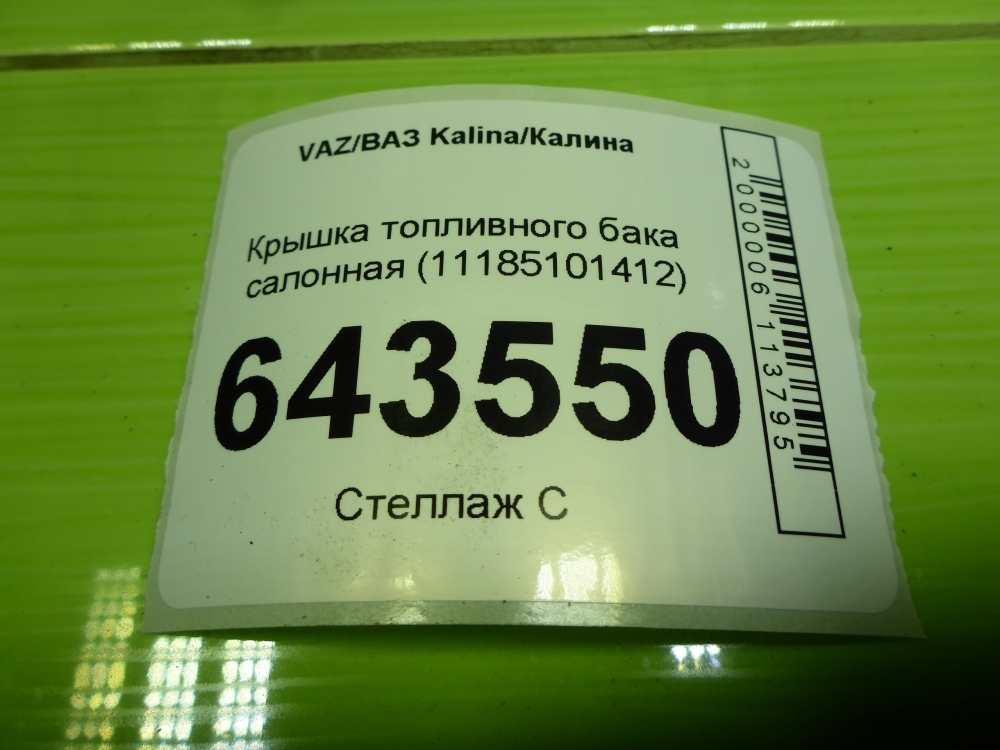 VAZ/ВАЗ Kalina/Калина
Крышка топливного бака
салонная (11185101412)
643550
Стеллаж С
2000006113795